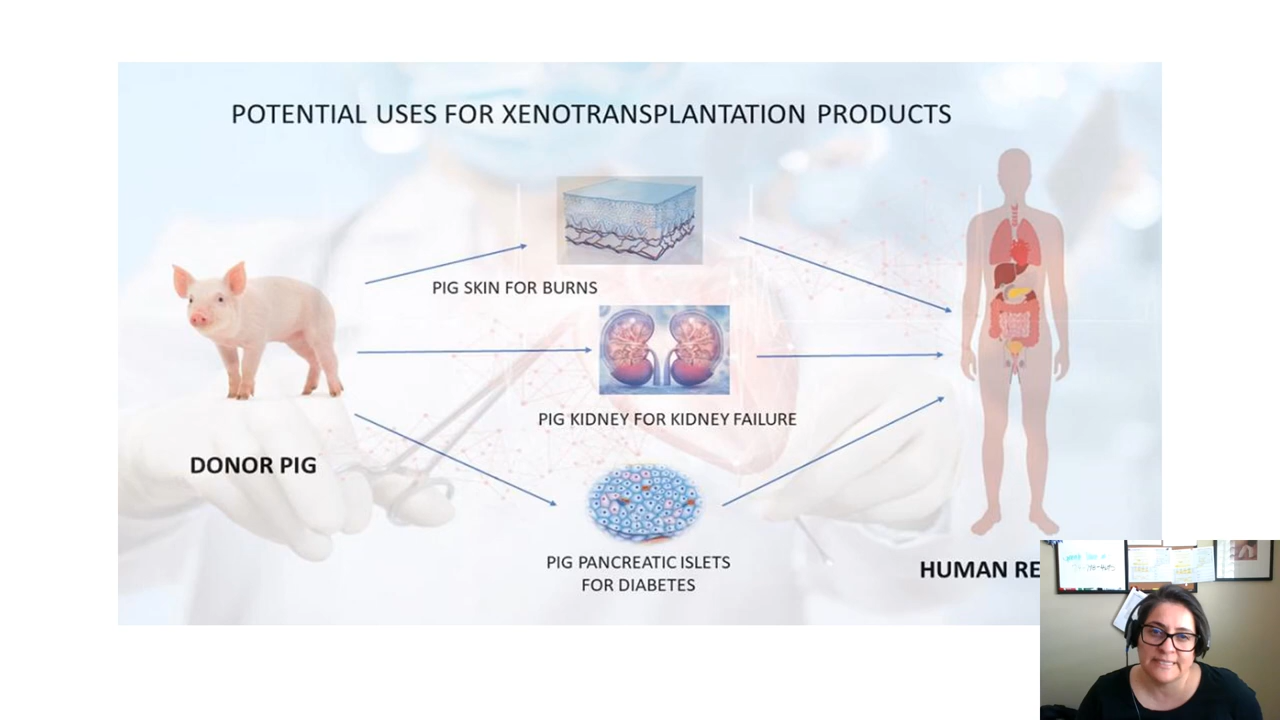 POTENTIAL USES FOR XENOTRANSPLANTATION PRODUCTS
PIG SKIN FOR BURNS
PIG KIDNEY FOR KIDNEY FAILURE
DONOR PIG
PIG PANCREATIC ISLETS
FOR DIABETES
HUMAN RE